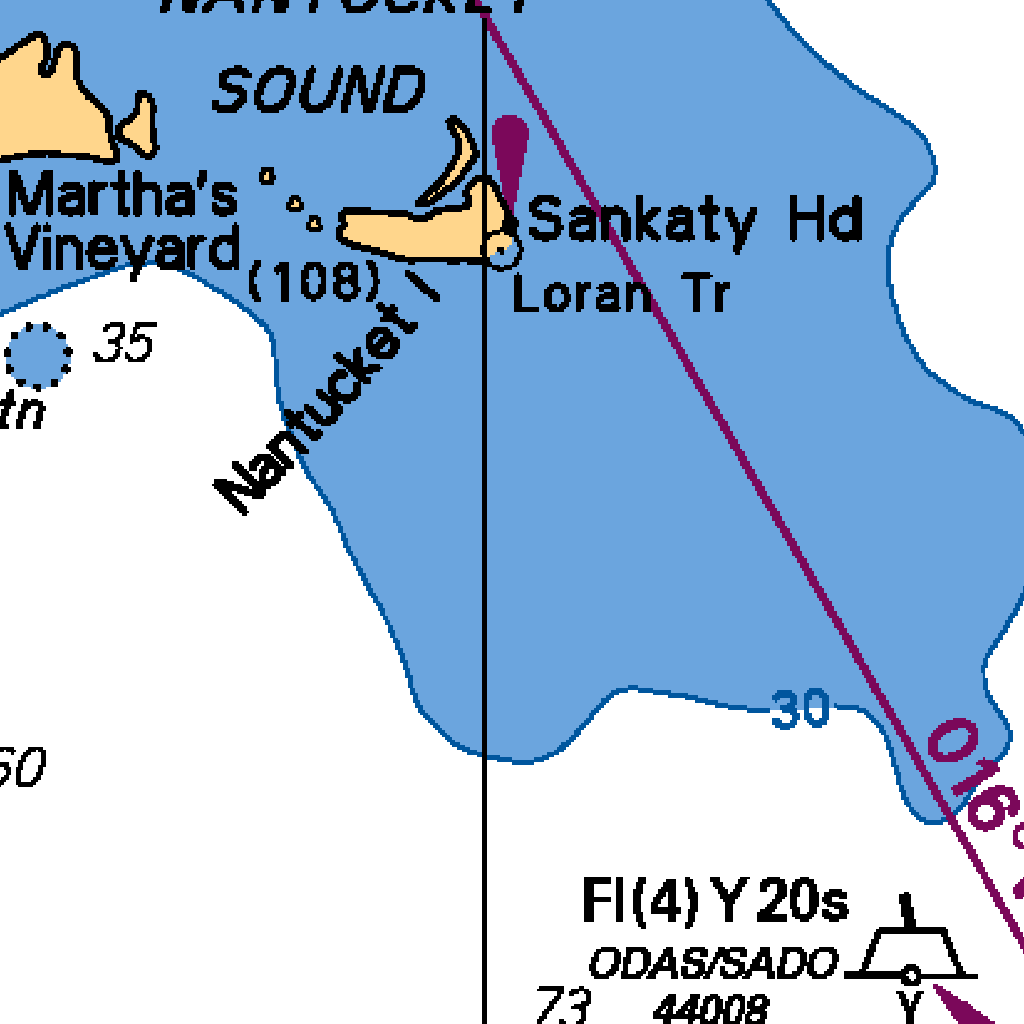 NANTUCKET
SOUND
Martha's
Vineyard
Sankaty Hd
(108)
Loran Tr
Nantucket I
35
tn
30
60
016°
Fl(4) Y 20s
ODAS/SADO
Y
73
44008